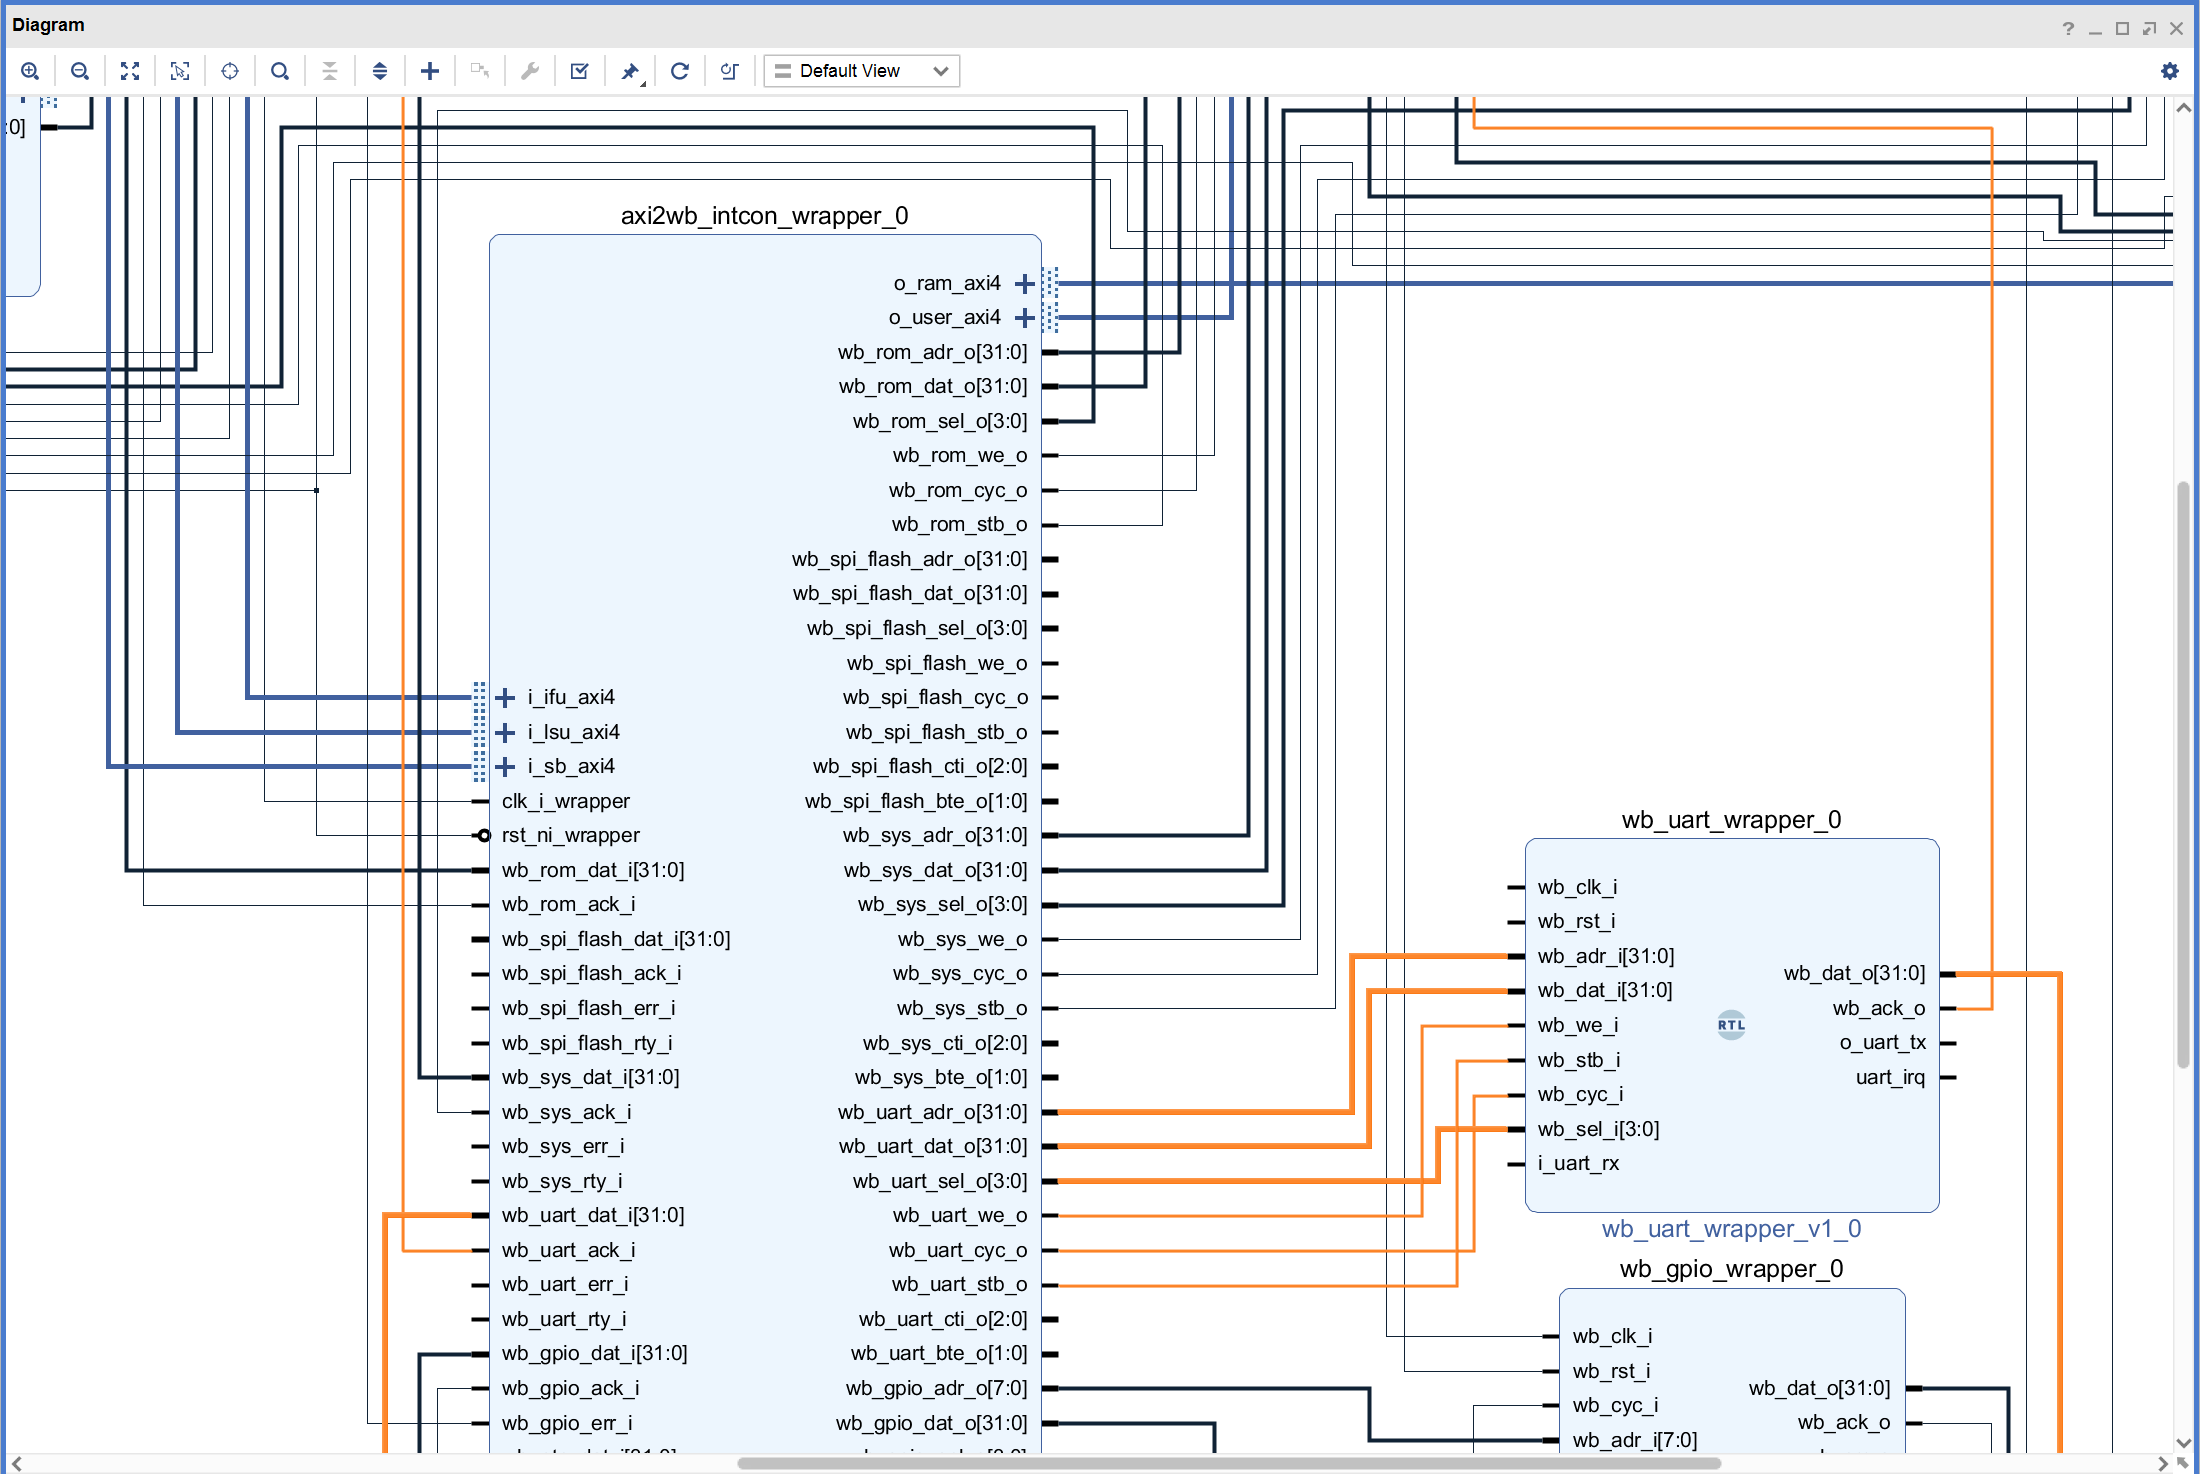 Diagram
Default View
:0]
axi2wb_intcon_wrapper_0
o_ram_axi4
o_user_axi4
wb_rom_adr_o[31:0]
wb_rom_dat_o[31:0]
wb_rom_sel_o[3:0]
wb_rom_we_o
wb_rom_cyc_o
wb_rom_stb_o
wb_spi_flash_adr_o[31:0]
wb_spi_flash_dat_o[31:0]
wb_spi_flash_sel_o[3:0]
wb_spi_flash_we_o
wb_spi_flash_cyc_o
wb_spi_flash_stb_o
wb_spi_flash_cti_o[2:0]
wb_spi_flash_bte_o[1:0]
wb_sys_adr_o[31:0]
wb_sys_dat_o[31:0]
wb_sys_sel_o[3:0]
wb_sys_we_o
wb_sys_cyc_o
wb_sys_stb_o
wb_sys_cti_o[2:0]
wb_sys_bte_o[1:0]
wb_uart_adr_o[31:0]
wb_uart_dat_o[31:0]
wb_uart_sel_o[3:0]
wb_uart_we_o
wb_uart_cyc_o
wb_uart_stb_o
wb_uart_cti_o[2:0]
wb_uart_bte_o[1:0]
wb_gpio_adr_o[7:0]
wb_gpio_dat_o[31:0]
i_ifu_axi4
i_lsu_axi4
i_sb_axi4
clk_i_wrapper
rst_ni_wrapper
wb_rom_dat_i[31:0]
wb_rom_ack_i
wb_spi_flash_dat_i[31:0]
wb_spi_flash_ack_i
wb_spi_flash_err_i
wb_spi_flash_rty_i
wb_sys_dat_i[31:0]
wb_sys_ack_i
wb_sys_err_i
wb_sys_rty_i
wb_uart_dat_i[31:0]
wb_uart_ack_i
wb_uart_err_i
wb_uart_rty_i
wb_gpio_dat_i[31:0]
wb_gpio_ack_i
wb_gpio_err_i
wb_uart_wrapper_0
wb_clk_i
wb_rst_i
wb_adr_i[31:0]
wb_dat_i[31:0]
wb_we_i
wb_stb_i
wb_cyc_i
wb_sel_i[3:0]
i_uart_rx
RTL
wb_dat_o[31:0]
wb_ack_o
o_uart_tx
uart_irq
wb_uart_wrapper_v1_0
wb_gpio_wrapper_0
wb_clk_i
wb_rst_i
wb_cyc_i
wb_adr_i[7:0]
wb_dat_o[31:0]
wb_ack_o